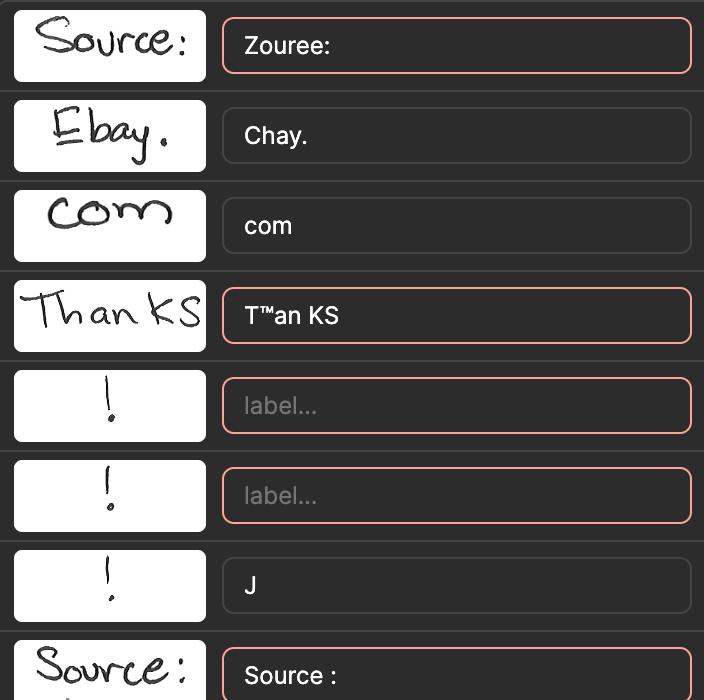 Source: Zouree:
Ebay. Chay.
com com
Thanks T™an KS
! label...
! label...
! J
Source: Source :